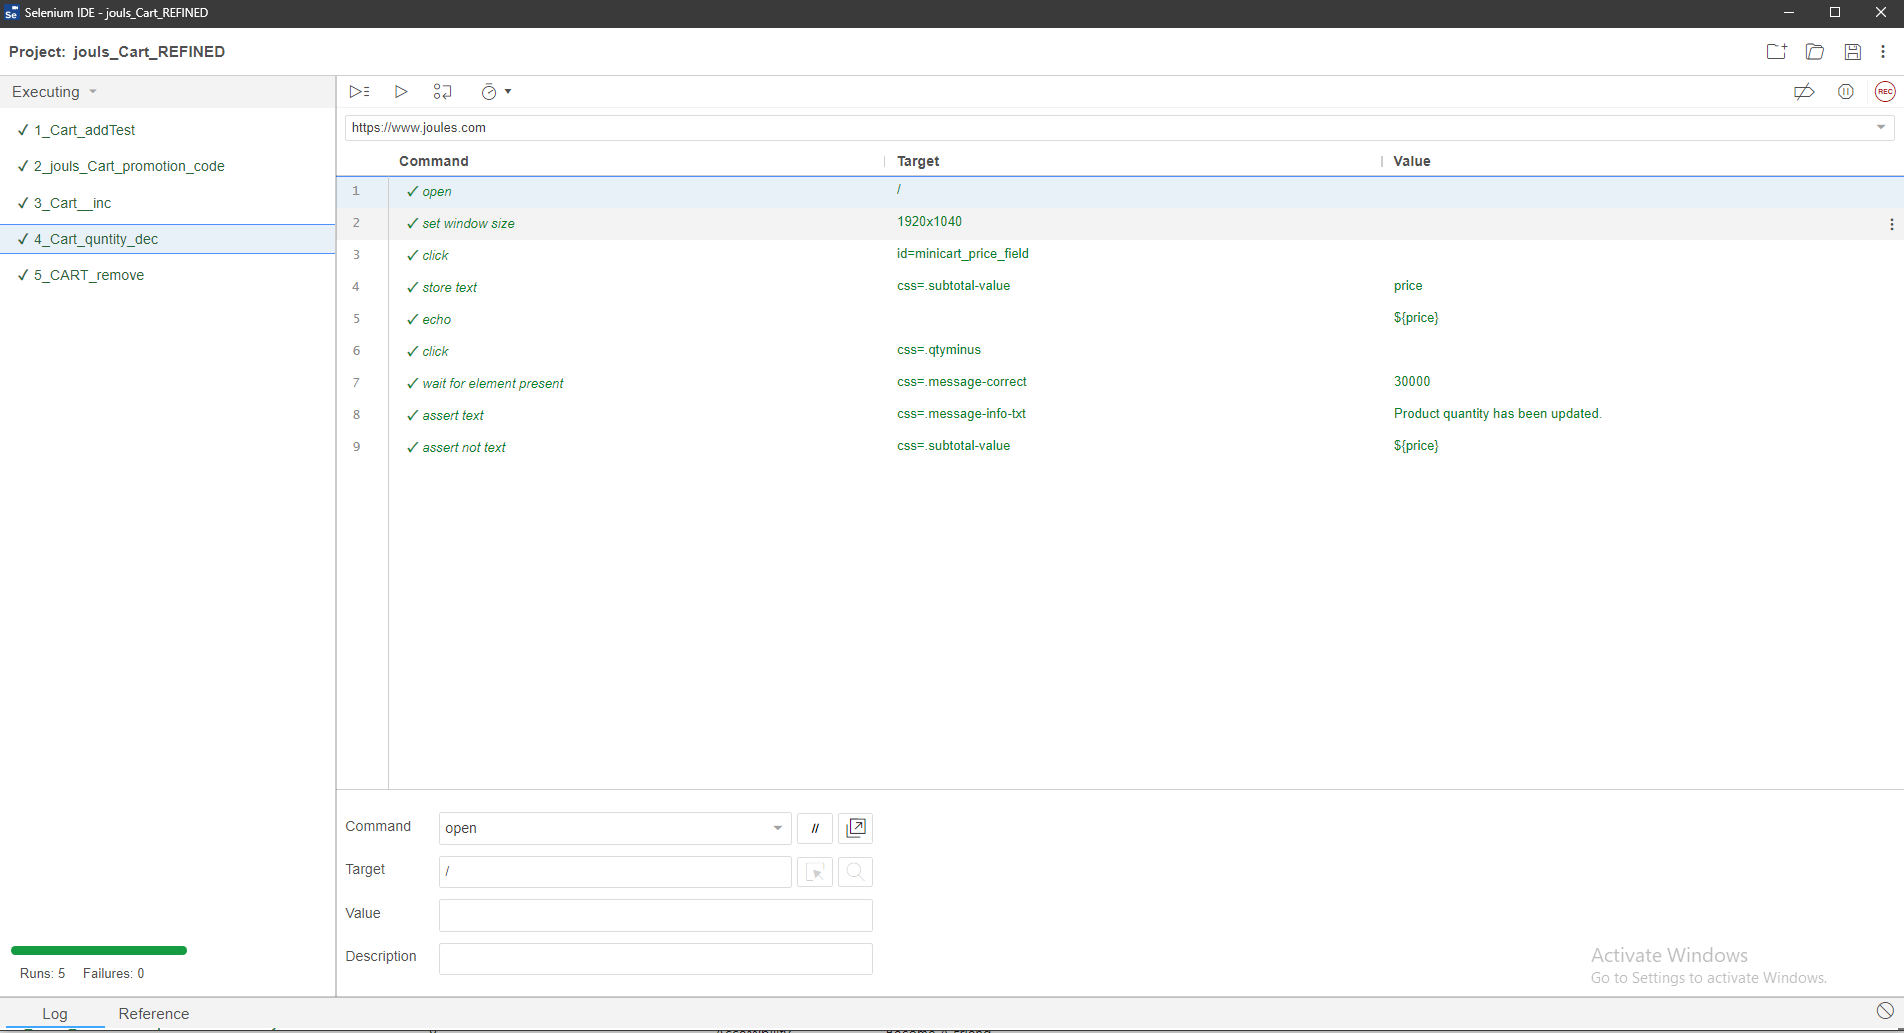 Selenium IDE - jouls_Cart_REFINED
Project: jouls_Cart_REFINED
Executing
✓ 1_Cart_addTest
✓ 2_jouls_Cart_promotion_code
✓ 3_Cart__inc
✓ 4_Cart_quntity_dec
✓ 5_CART_remove
Runs: 5 Failures: 0
REC
https://www.joules.com
Command Target Value
1 ✓ open /
2 ✓ set window size 1920x1040
3 ✓ click id=minicart_price_field
4 ✓ store text css=.subtotal-value price
5 ✓ echo ${price}
6 ✓ click css=.qtyminus
7 ✓ wait for element present css=.message-correct 30000
8 ✓ assert text css=.message-info-txt Product quantity has been updated.
9 ✓ assert not text css=.subtotal-value ${price}
Command open //
Target /
Value
Description
Activate Windows
Go to Settings to activate Windows.
Log Reference